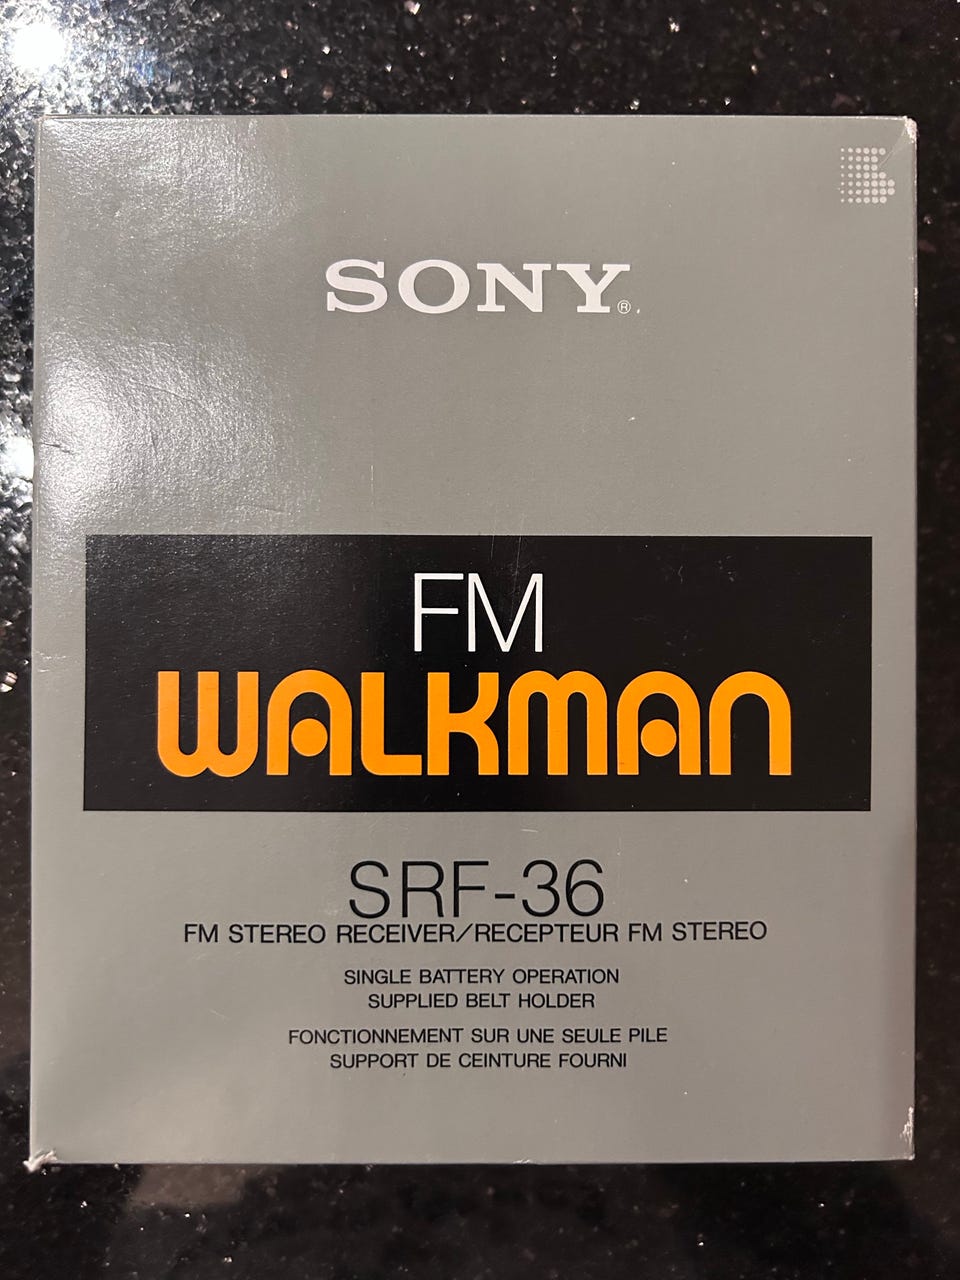 SONY®
FM
WALKMAN
SRF-36
FM STEREO RECEIVER/RECEPTEUR FM STEREO
SINGLE BATTERY OPERATION
SUPPLIED BELT HOLDER
FONCTIONNEMENT SUR UNE SEULE PILE
SUPPORT DE CEINTURE FOURNI